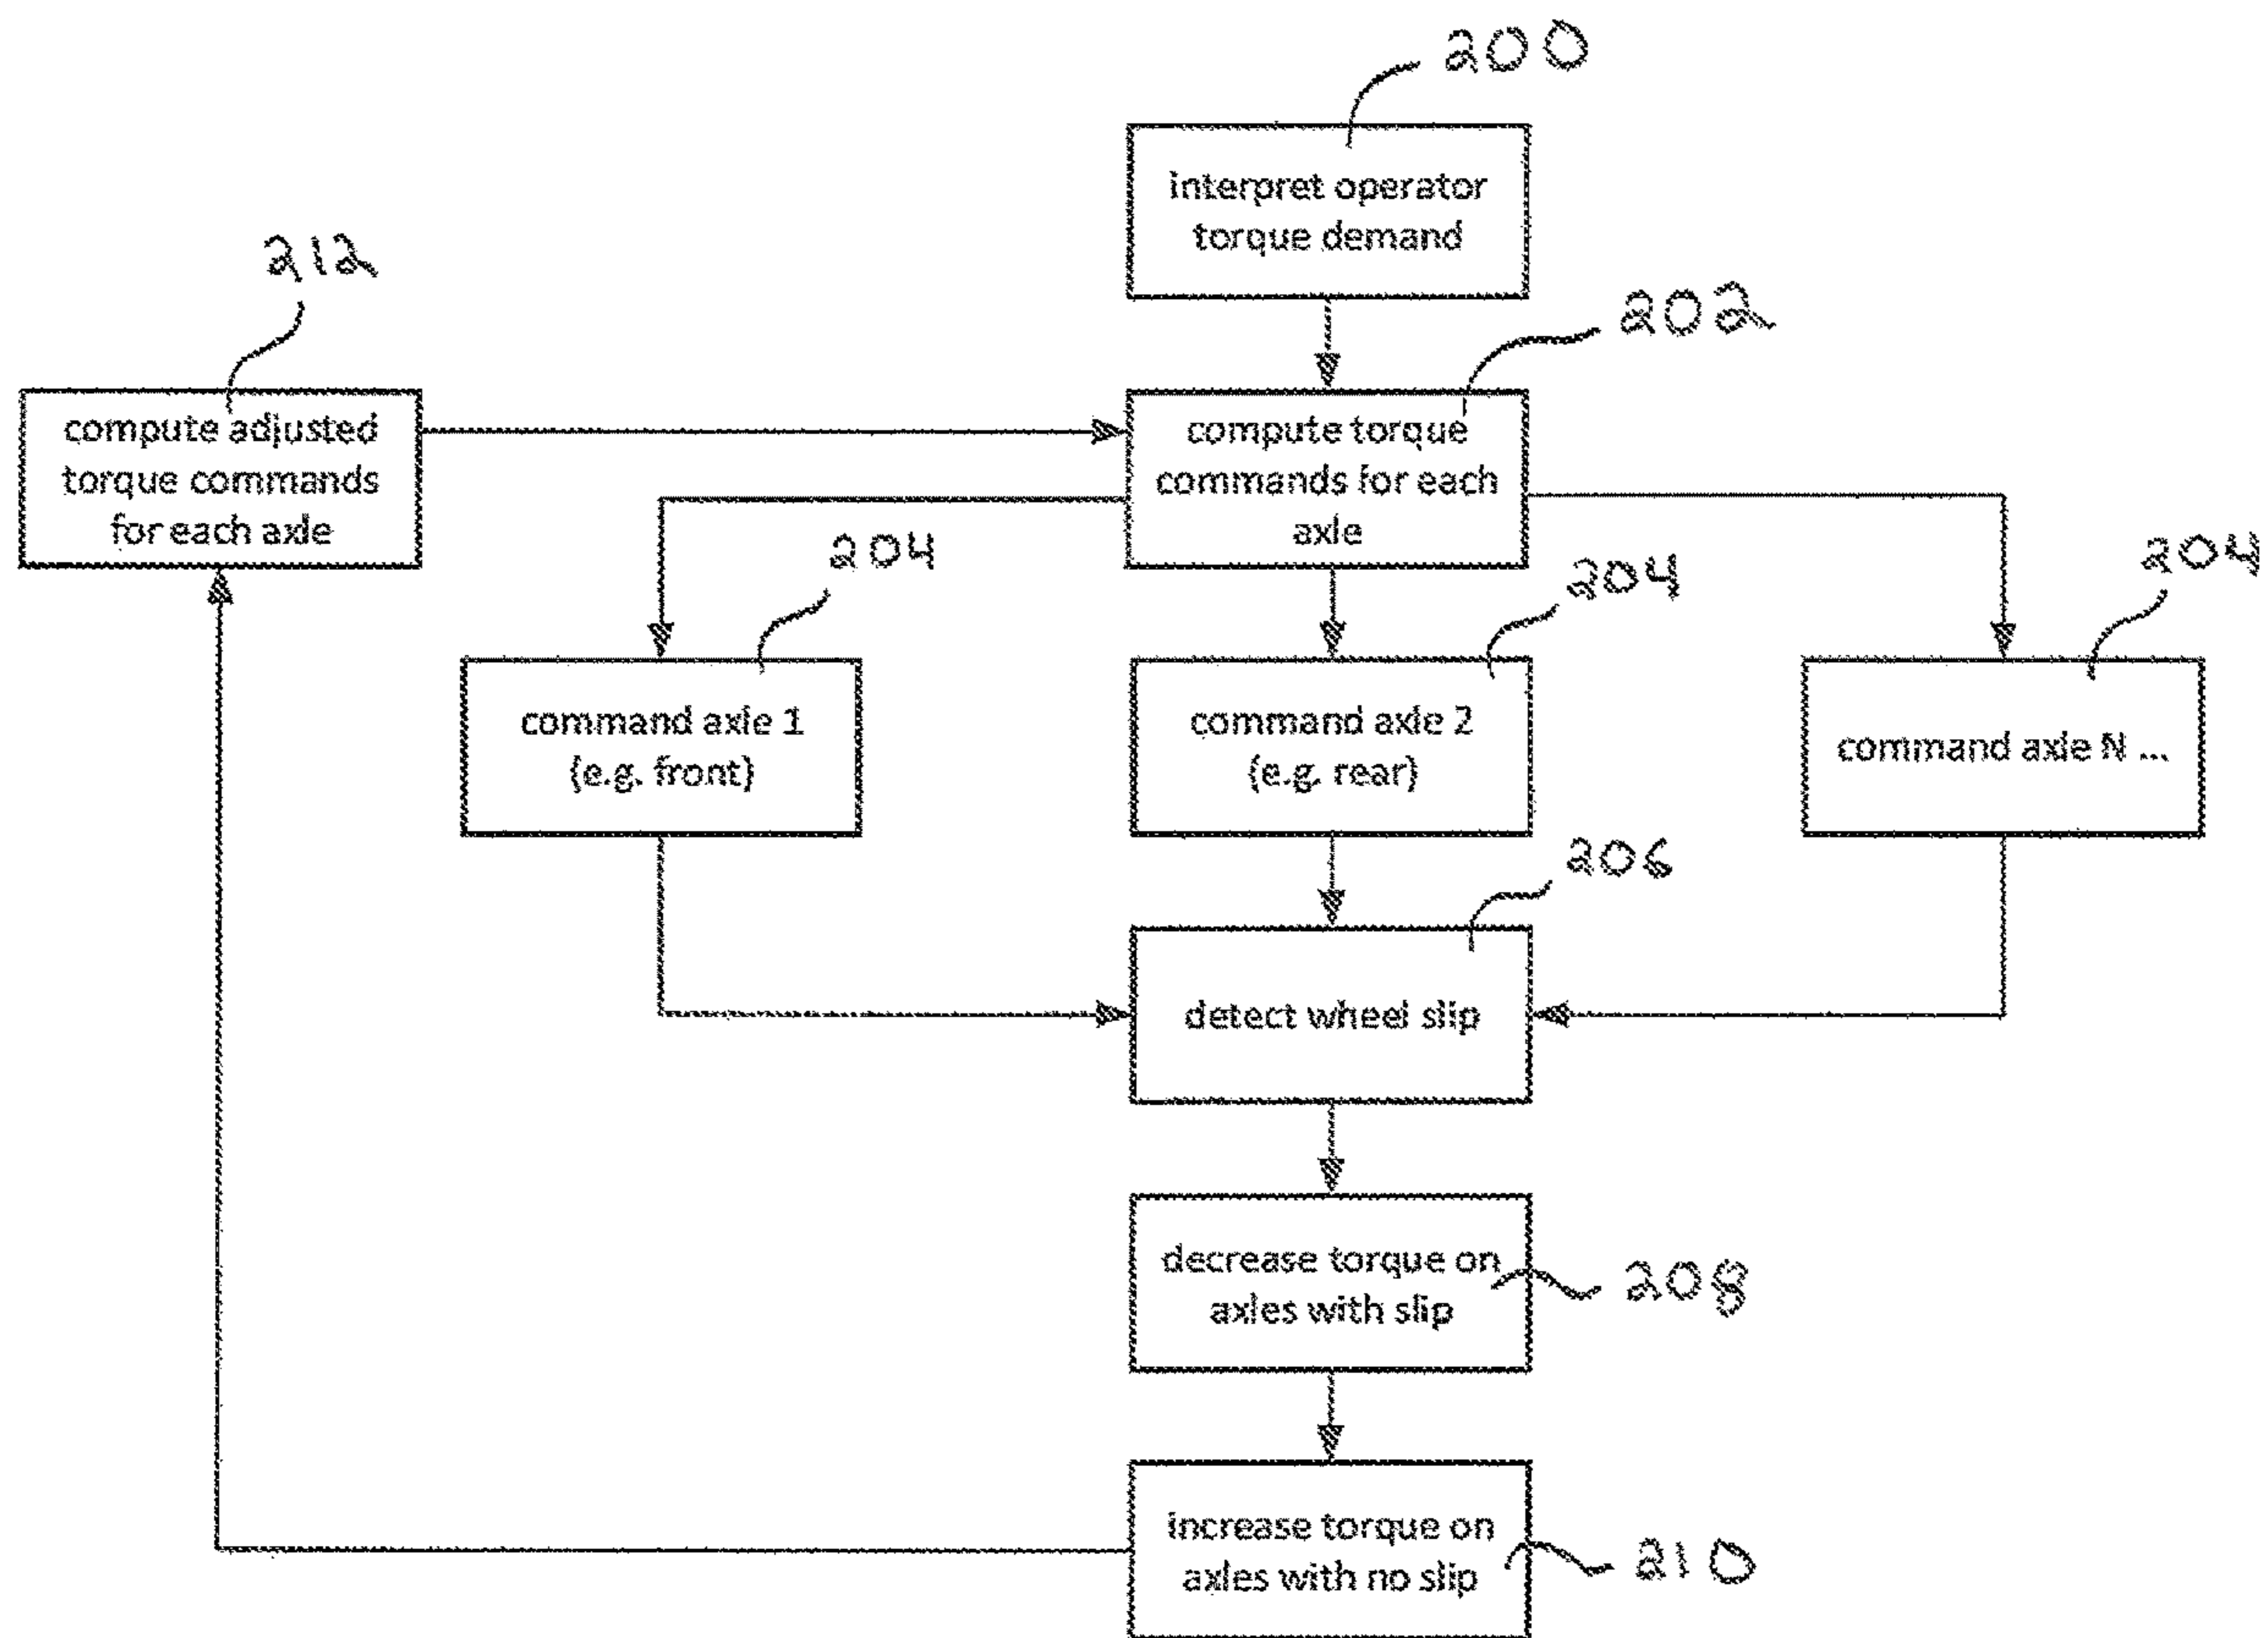 200
interpret operator
torque demand
212
202
compute adjusted
torque commands
for each axle
compute torque
commands for each
axle
204
204
204
command axle 1
(e.g. front)
command axle 2
(e.g. rear)
command axle N ...
206
detect wheel slip
decrease torque on
axles with slip
208
increase torque on
axles with no slip
210